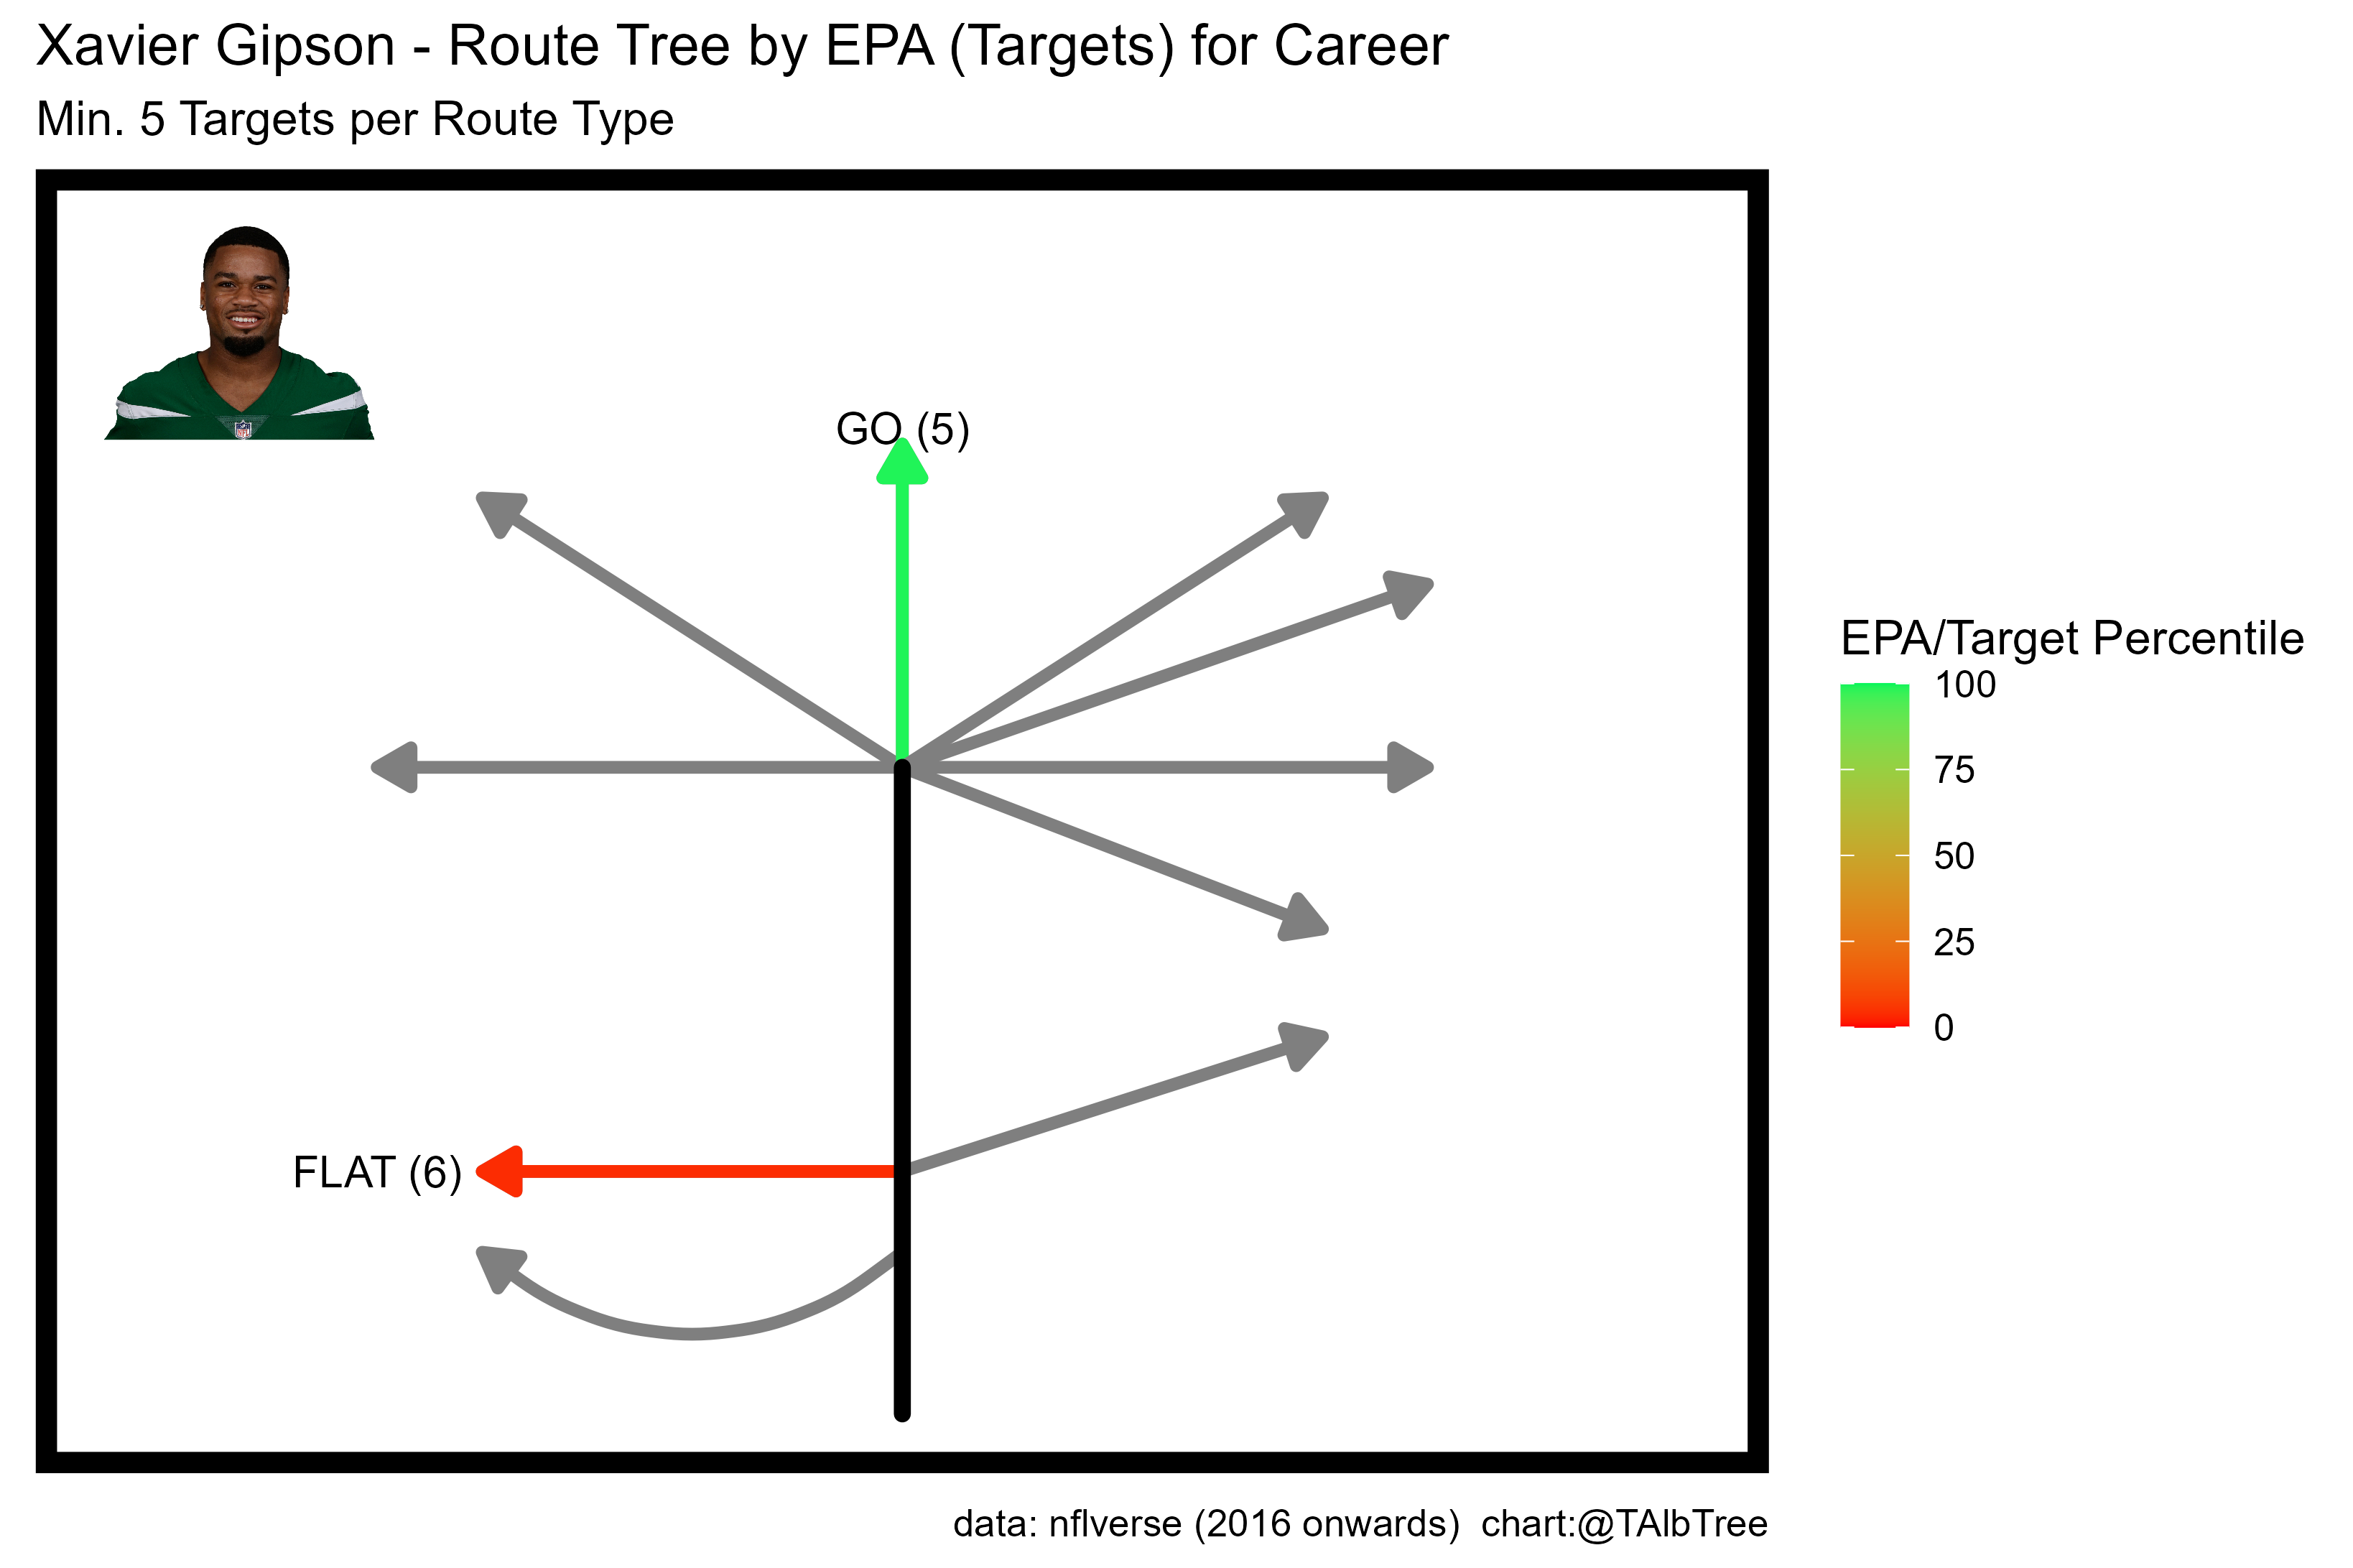 Xavier Gipson - Route Tree by EPA (Targets) for Career
Min. 5 Targets per Route Type
GO (5)
EPA/Target Percentile
100
75
50
25
0
FLAT (6)
NFL
data: nflverse (2016 onwards)  chart:@TAlbTree